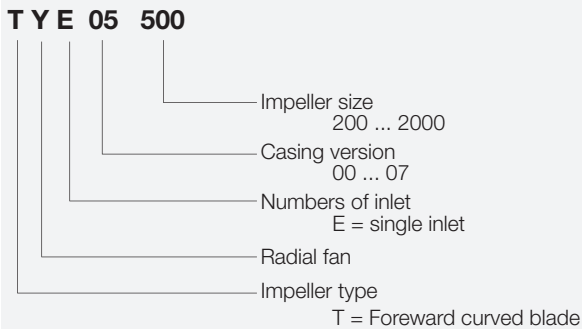 T Y E 05 500
Impeller size
200 ... 2000
Casing version
00 ... 07
Numbers of inlet
E = single inlet
Radial fan
Impeller type
T = Foreward curved blade